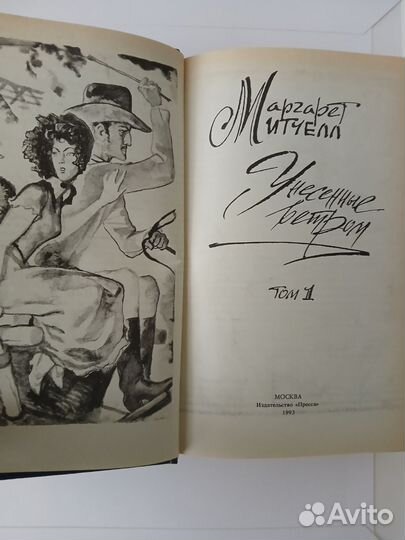 Маргарет
Митчелл
Унесенные
ветром
том 1
МОСКВА
Издательство «Пресса»
1993
Avito